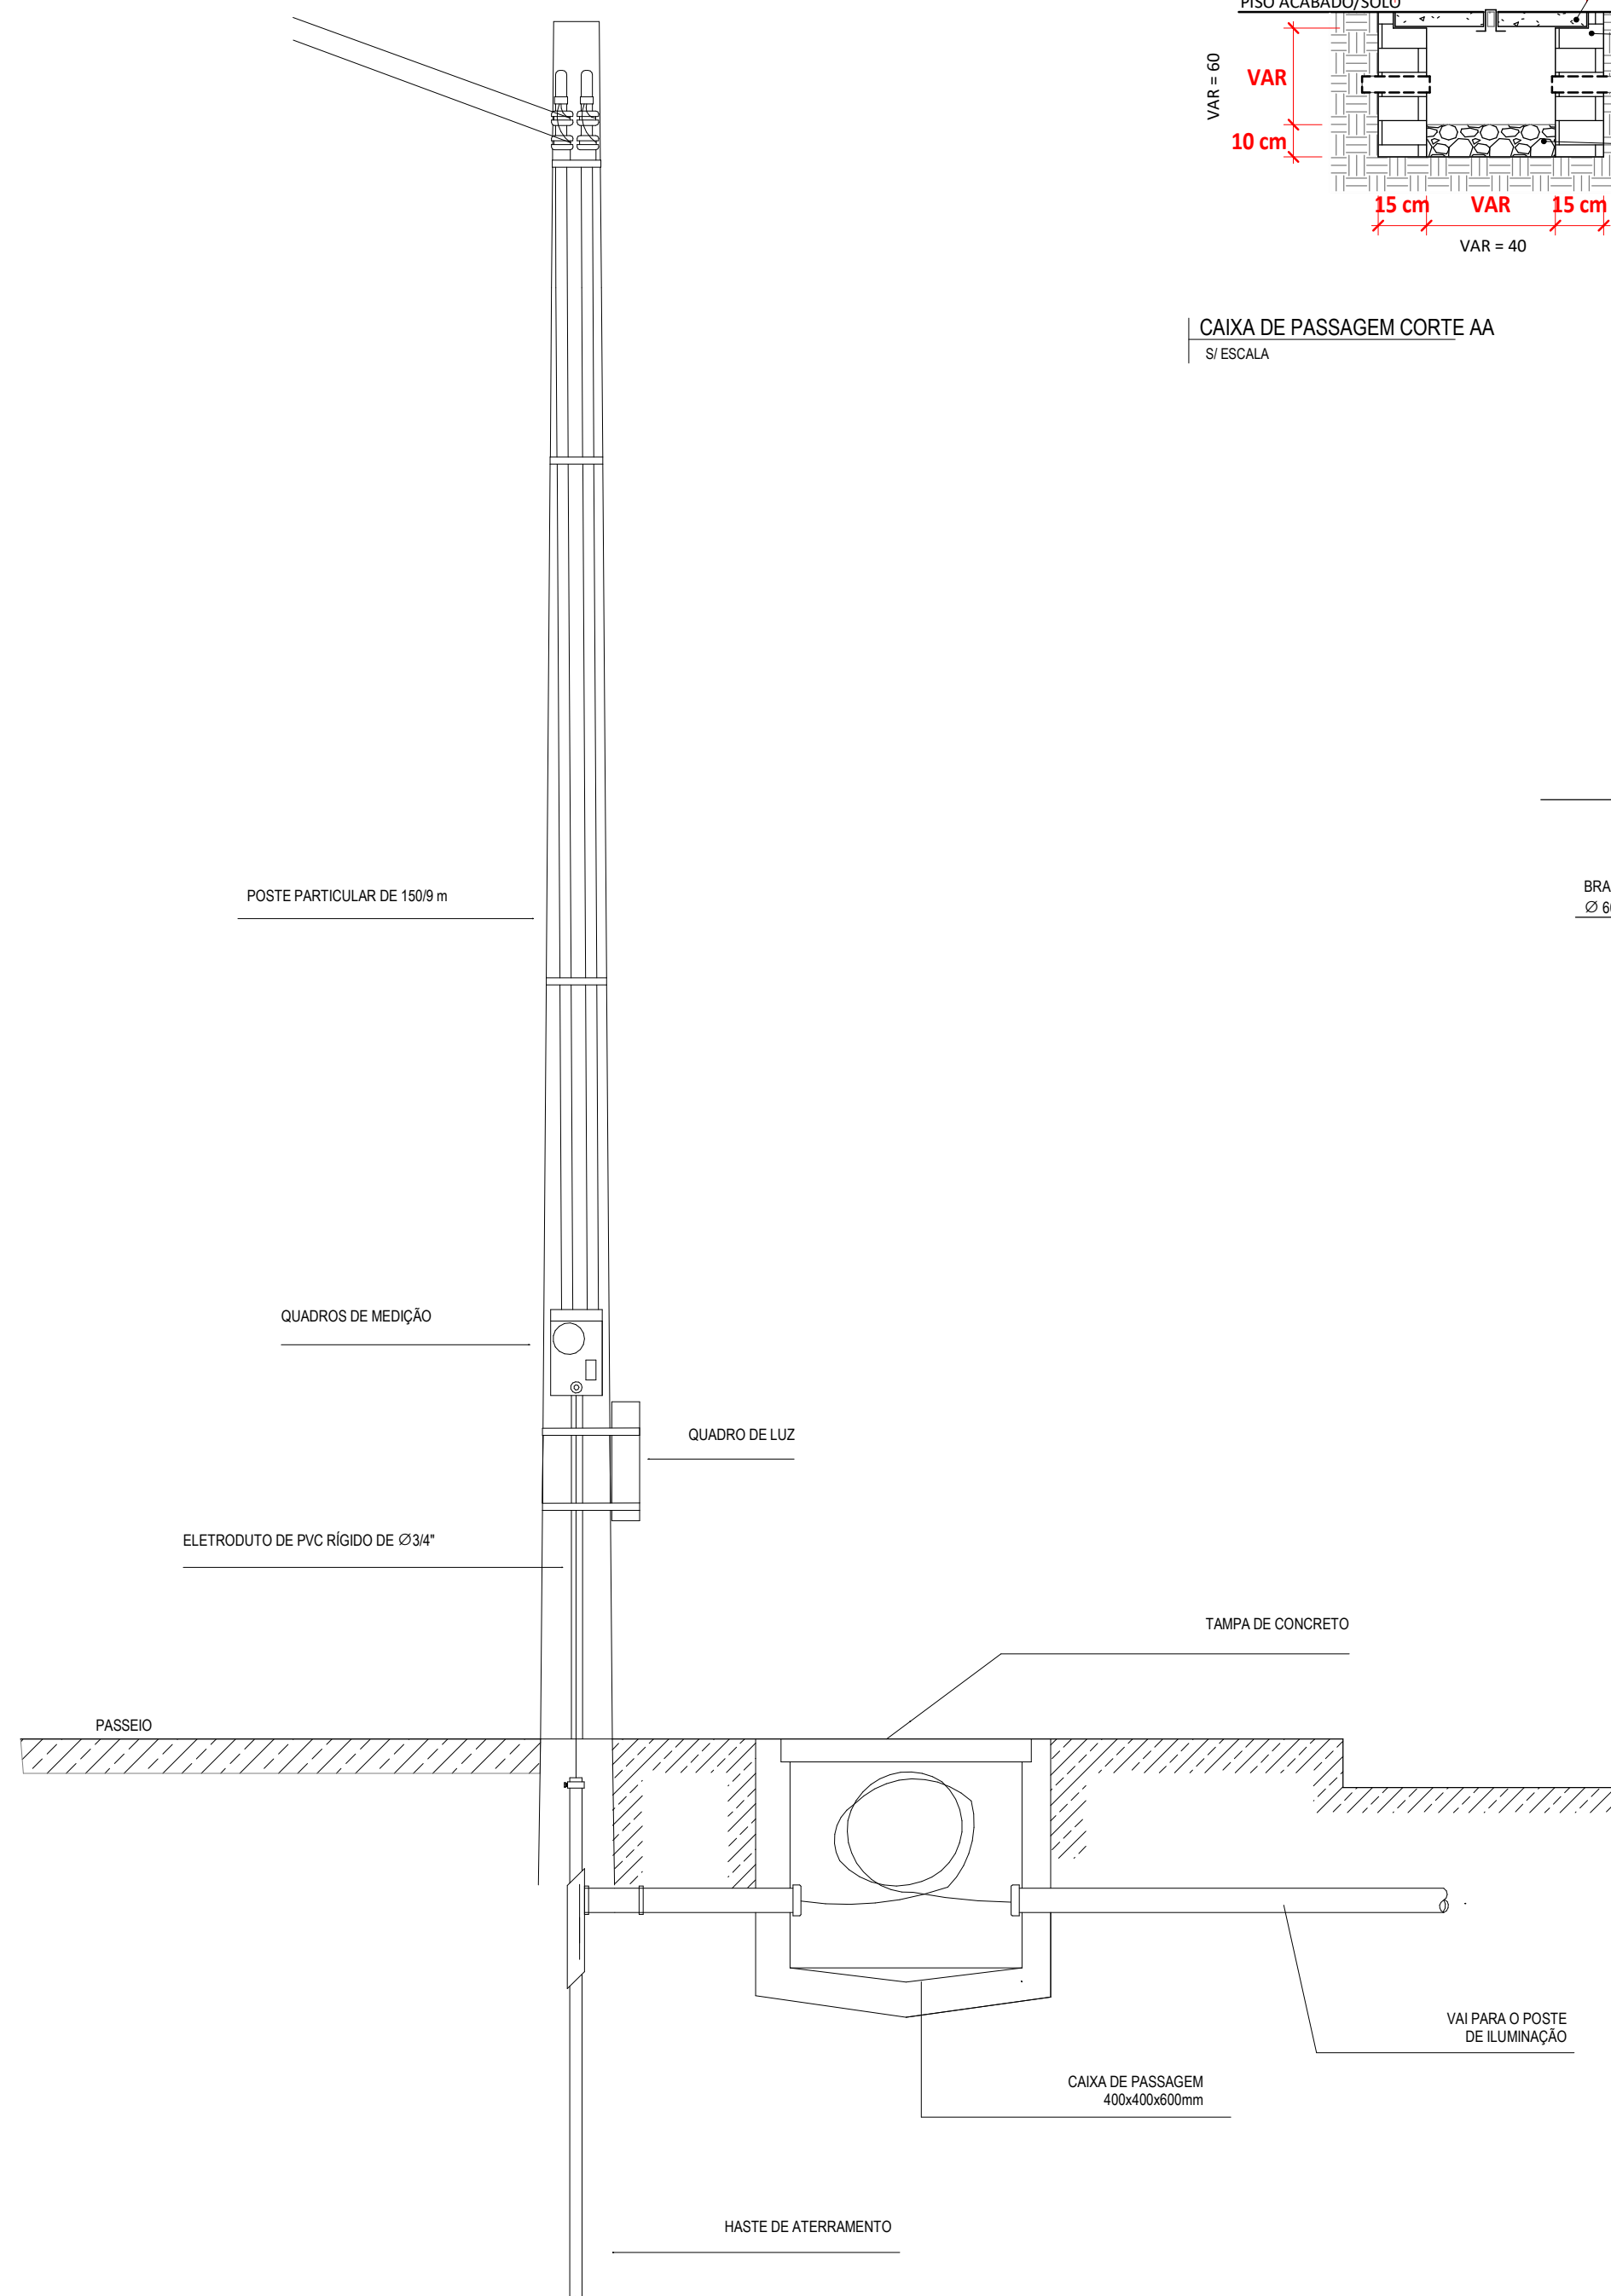 PISO ACABADO/SOLO
VAR = 60
VAR
10 cm
15 cm
VAR
15 cm
VAR = 40
CAIXA DE PASSAGEM CORTE AA
S/ ESCALA
POSTE PARTICULAR DE 150/9 m
QUADROS DE MEDIÇÃO
QUADRO DE LUZ
ELETRODUTO DE PVC RÍGIDO DE Ø3/4"
TAMPA DE CONCRETO
PASSEIO
VAI PARA O POSTE
DE ILUMINAÇÃO
CAIXA DE PASSAGEM
400x400x600mm
HASTE DE ATERRAMENTO